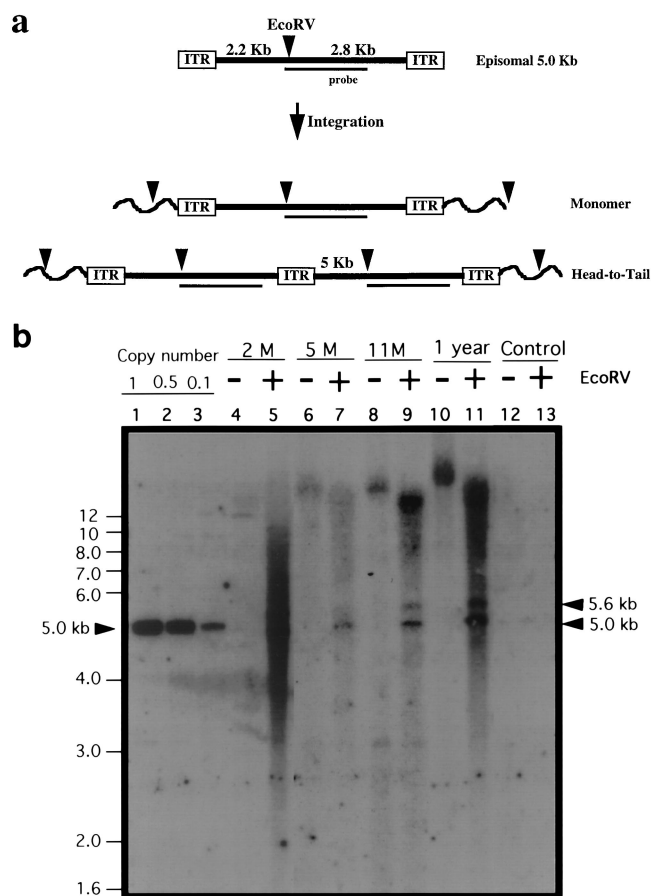 a
EcoRV
2.2 Kb 2.8 Kb
ITR ITR Episomal 5.0 Kb
probe
Integration
ITR ITR Monomer
5 Kb
ITR ITR ITR Head-to-Tail
b
Copy number 2 M 5 M 11M 1 year Control
1 0.5 0.1 - + - + - + - + - + EcoRV
1 2 3 4 5 6 7 8 9 10 11 12 13
12
10
8.0
7.0
6.0
5.6 kb
5.0 kb 5.0 kb
4.0
3.0
2.0
1.6